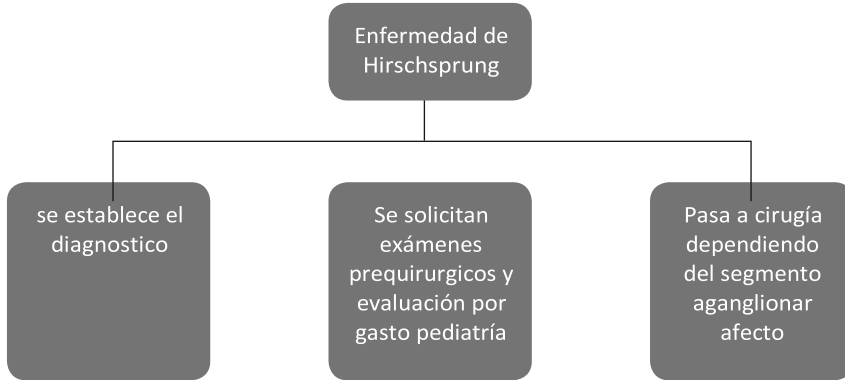 Enfermedad de
Hirschsprung
se establece el
diagnostico
Se solicitan
exámenes
prequirurgicos y
evaluación por
gasto pediatría
Pasa a cirugía
dependiendo
del segmento
aganglionar
afecto